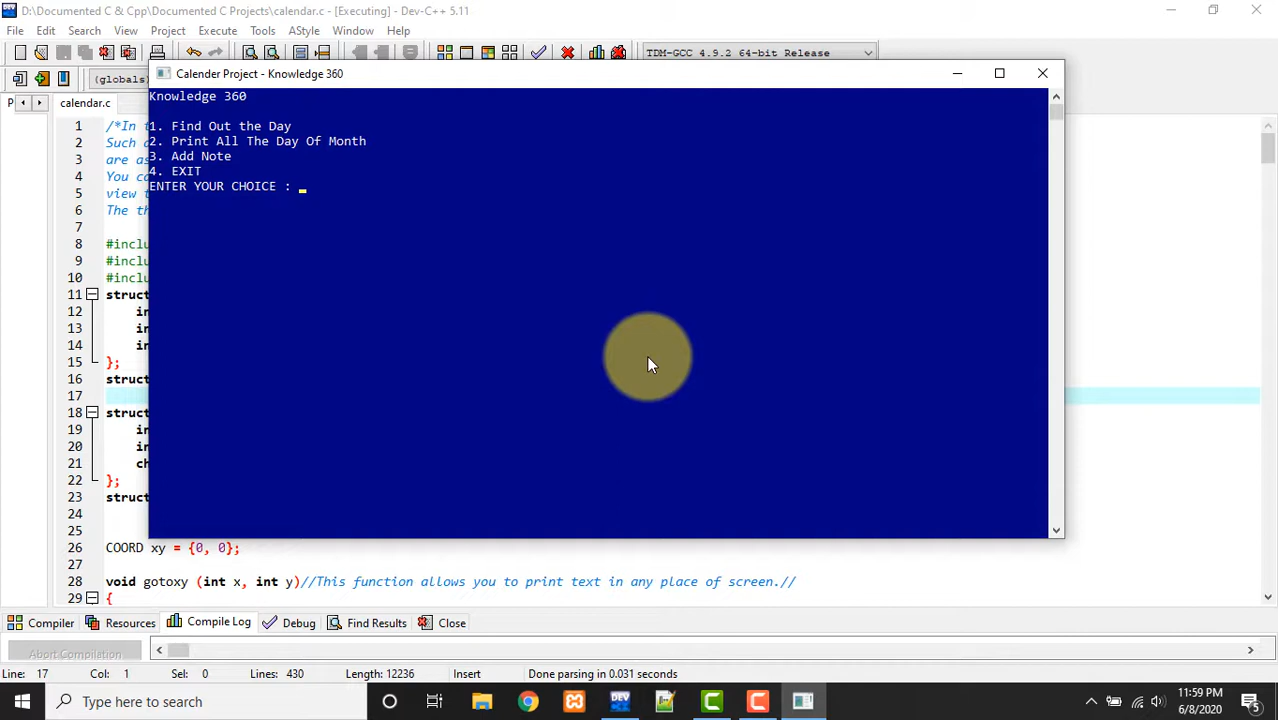 D:\Documented C & Cpp\Documented C Projects\calendar.c - [Executing] - Dev-C++ 5.11
File Edit Search View Project Execute Tools AStyle Window Help
TDM-GCC 4.9.2 64-bit Release
(globals)
calendar.c
Calender Project - Knowledge 360
Knowledge 360
1. Find Out the Day
2. Print All The Day Of Month
3. Add Note
4. EXIT
ENTER YOUR CHOICE :
1 /*In t
2 Such a
3 are as
4 You ca
5 view t
6 The th
7
8 #inclu
9 #inclu
10 #inclu
11 struct
12 in
13 in
14 in
15 };
16 struct
17
18 struct
19 in
20 in
21 ch
22 };
23 struct
24
25
26 COORD xy = {0, 0};
27
28 void gotoxy (int x, int y)//This function allows you to print text in any place of screen.//
29 {
Compiler Resources Compile Log Debug Find Results Close
Abort Compilation
Line: 17 Col: 1 Sel: 0 Lines: 430 Length: 12236 Insert Done parsing in 0.031 seconds
Type here to search
DEV
11:59 PM
6/8/2020
5